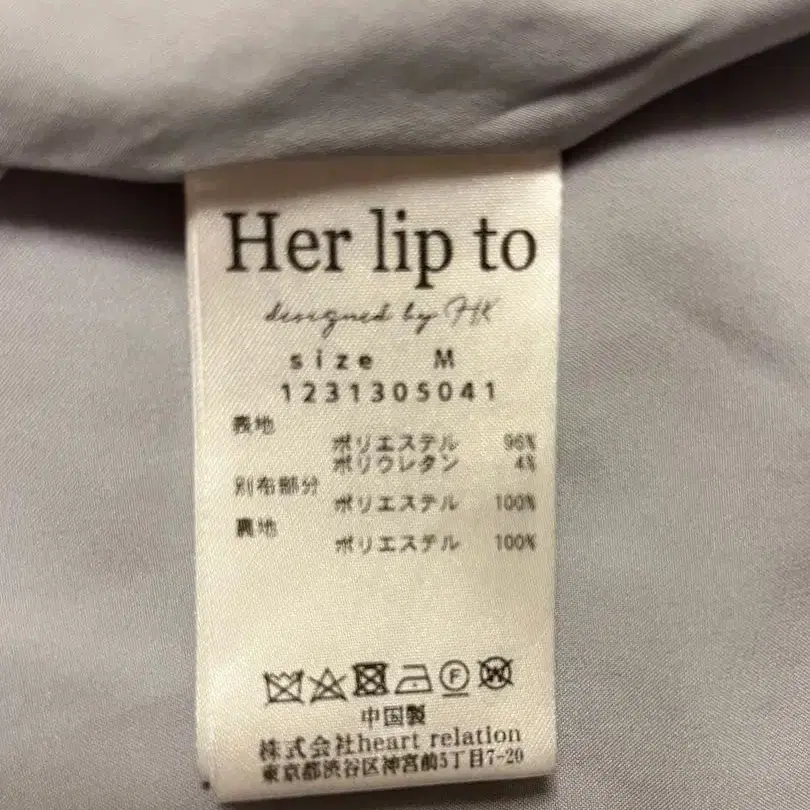 Her lip to
designed by HK
size M
1231305041
表地
ポリエステル 96%
ポリウレタン 4%
別布部分
ポリエステル 100%
裏地
ポリエステル 100%
中国製
株式会社heart relation
東京都渋谷区神宮前5丁目7-20